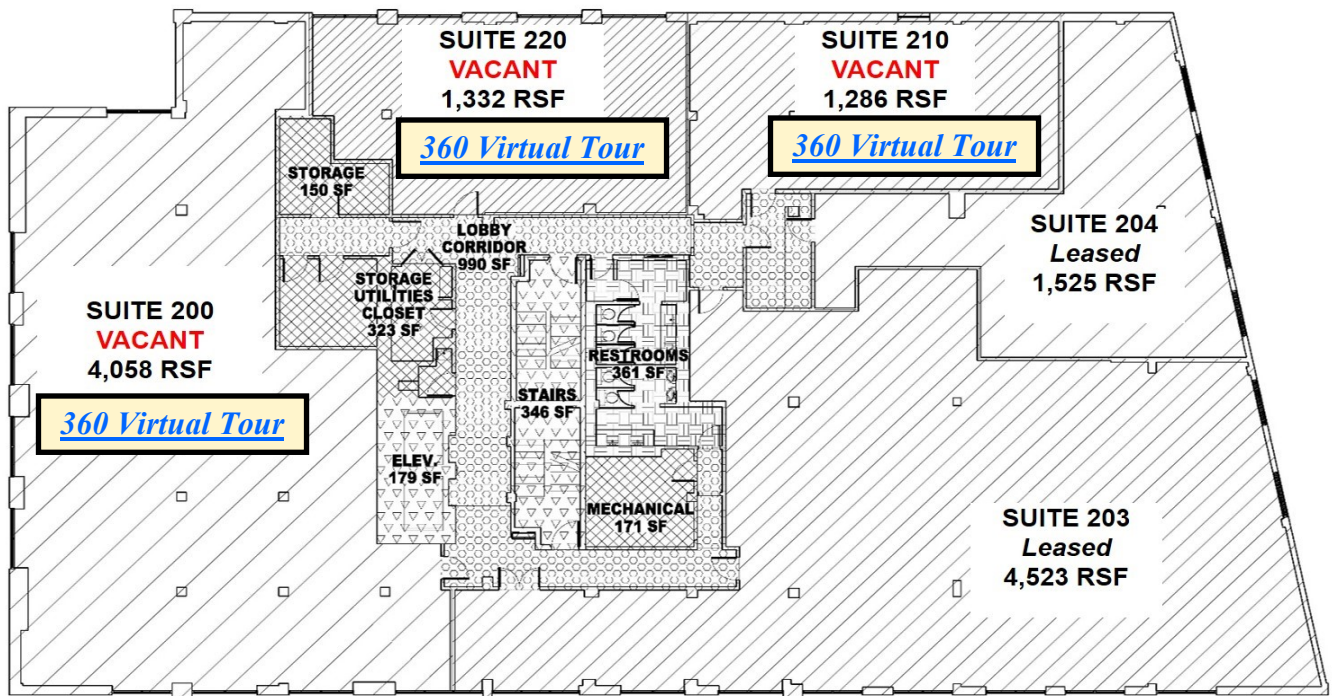 SUITE 220
VACANT
1,332 RSF
360 Virtual Tour
SUITE 210
VACANT
1,286 RSF
360 Virtual Tour
STORAGE
150 SF
LOBBY
CORRIDOR
990 SF
SUITE 204
Leased
1,525 RSF
STORAGE
UTILITIES
CLOSET
323 SF
SUITE 200
VACANT
4,058 RSF
360 Virtual Tour
RESTROOMS
361 SF
STAIRS
346 SF
ELEV.
179 SF
MECHANICAL
171 SF
SUITE 203
Leased
4,523 RSF